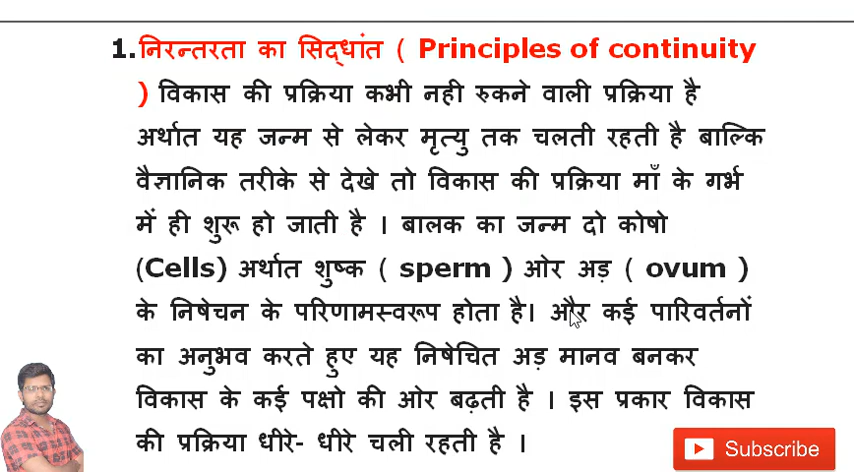 1. निरन्तरता का सिद्धांत ( Principles of continuity
) विकास की प्रक्रिया कभी नही रुकने वाली प्रक्रिया है
अर्थात यह जन्म से लेकर मृत्यु तक चलती रहती है बाल्कि
वैज्ञानिक तरीके से देखे तो विकास की प्रक्रिया माँ के गर्भ
में ही शुरू हो जाती है । बालक का जन्म दो कोषो
(Cells) अर्थात शुष्क ( sperm ) ओर अड़ ( ovum )
के निषेचन के परिणामस्वरूप होता है। और कई पारिवर्तनों
का अनुभव करते हुए यह निषेचित अड़ मानव बनकर
विकास के कई पक्षो की ओर बढ़ती है । इस प्रकार विकास
की प्रक्रिया धीरे- धीरे चली रहती है ।
Subscribe